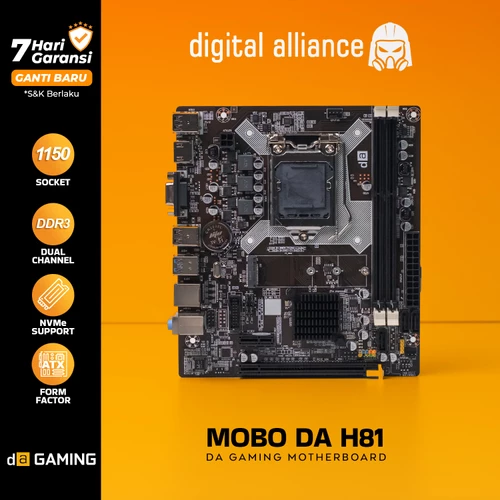 7 Hari
Garansi
GANTI BARU
*S&K Berlaku
digital alliance
1150
SOCKET
DDR3
DUAL
CHANNEL
NVMe
SUPPORT
ATX
FORM
FACTOR
da GAMING
da
MOBO DA H81
DA GAMING MOTHERBOARD